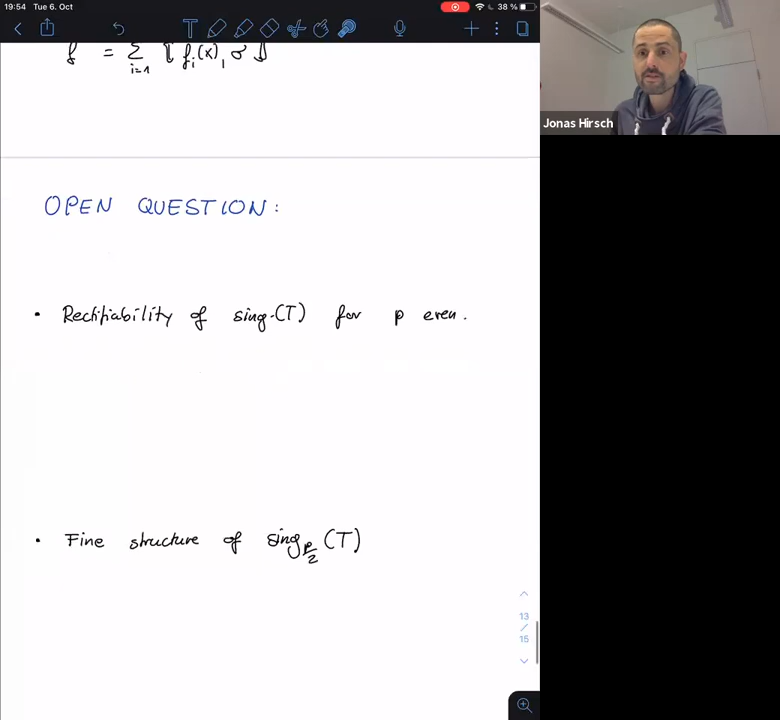 19:54 Tue 6. Oct
38 %
T
f = Σ i=1 ⟦ f_i(x), σ ⟧
Jonas Hirsch
OPEN QUESTION:
• Rectifiability of sing(T) for p even.
• Fine structure of sing_{p/2}(T)
13
/
15